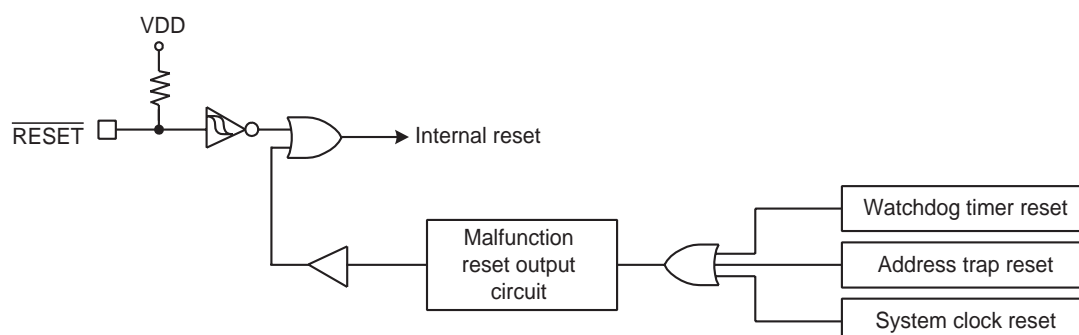 VDD
RESET
Internal reset
Watchdog timer reset
Malfunction
reset output
circuit
Address trap reset
System clock reset